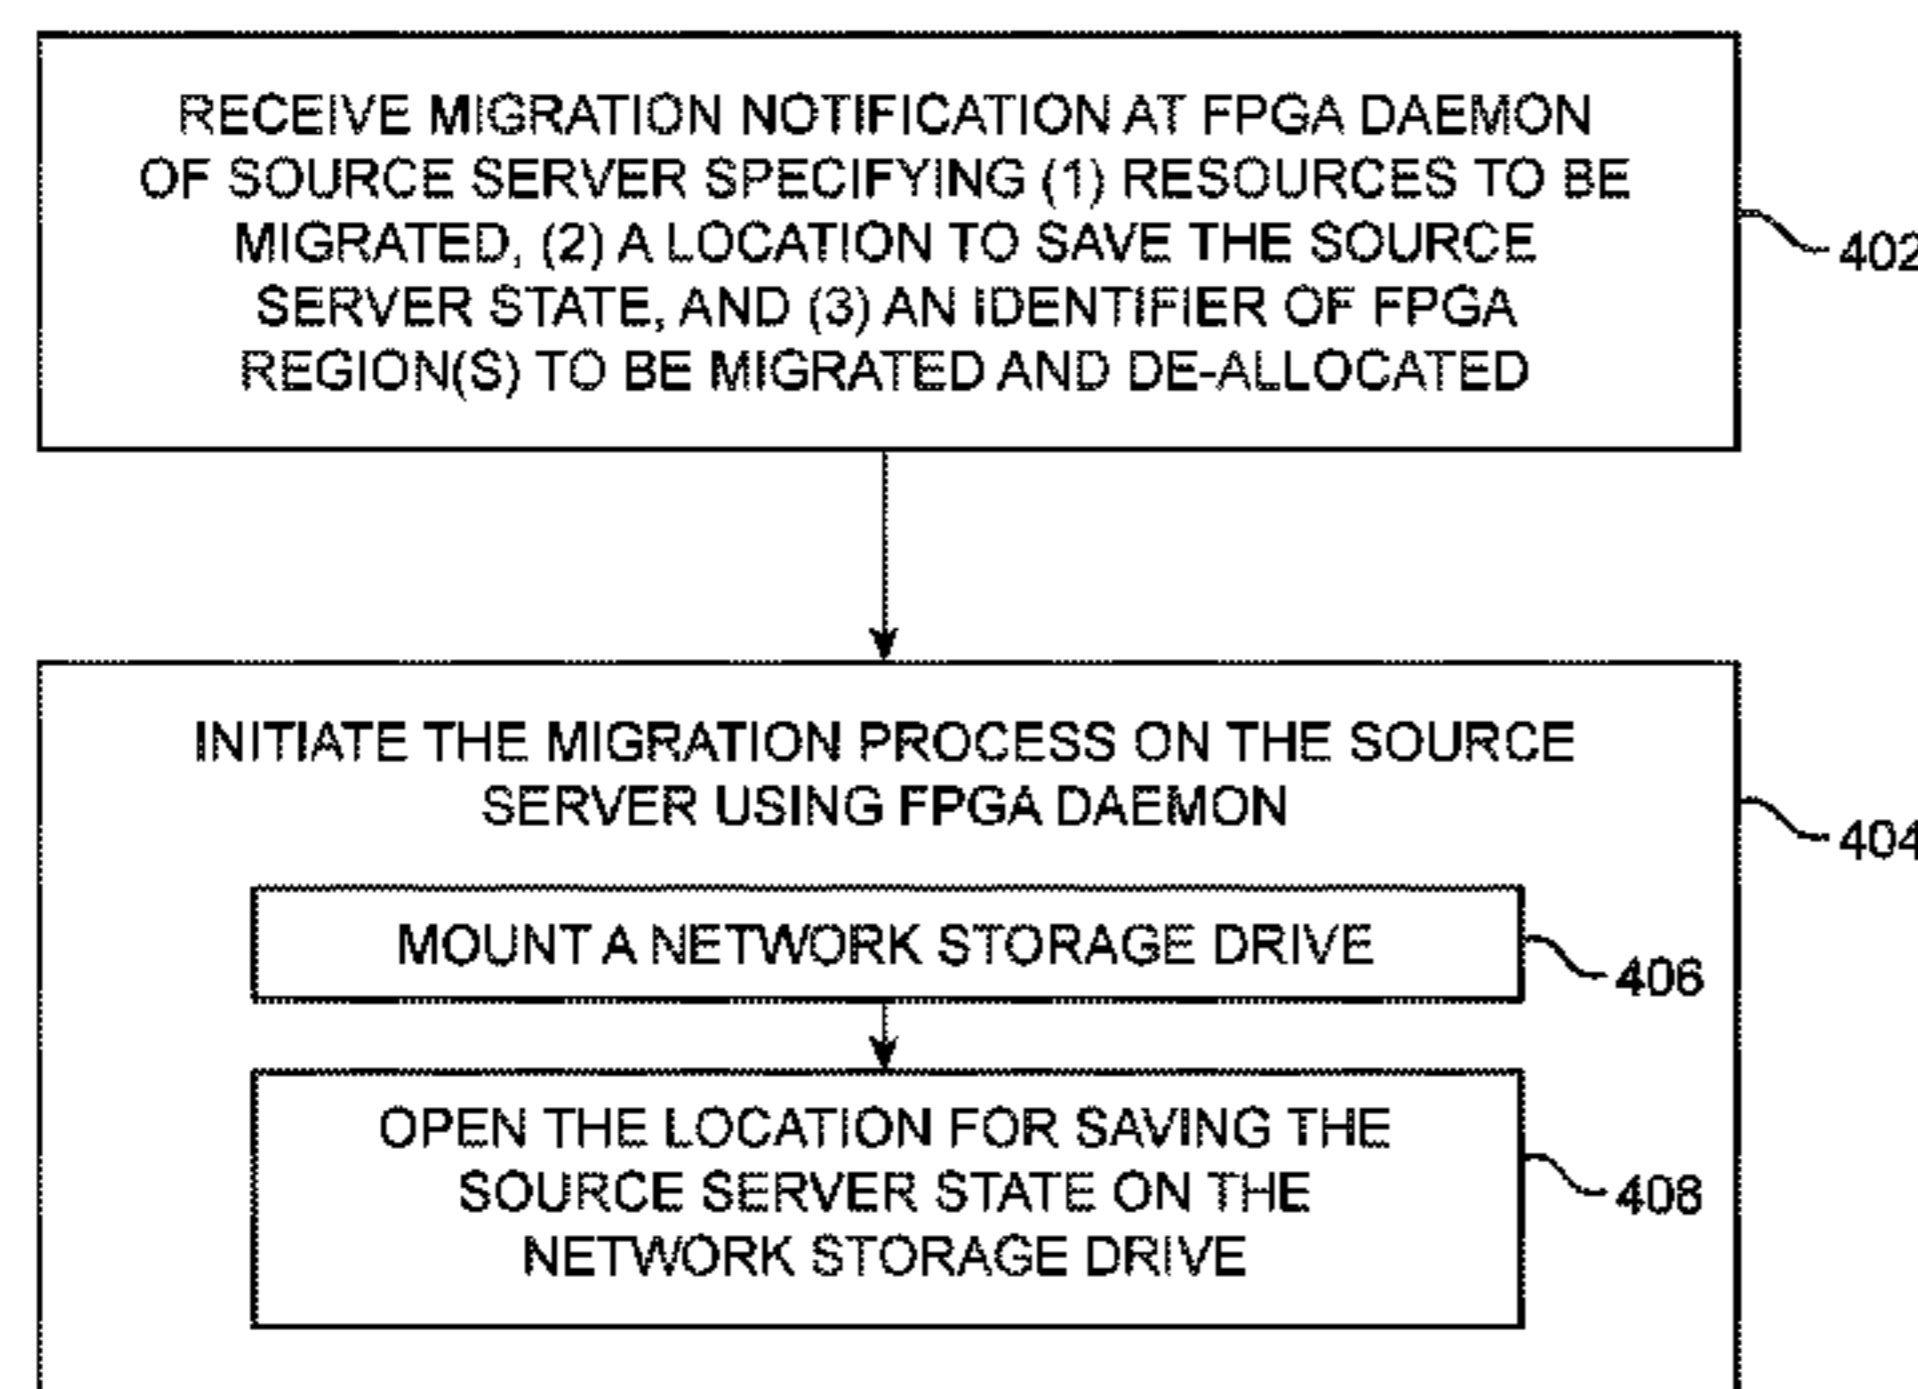 RECEIVE MIGRATION NOTIFICATION AT FPGA DAEMON
OF SOURCE SERVER SPECIFYING (1) RESOURCES TO BE
MIGRATED, (2) A LOCATION TO SAVE THE SOURCE
SERVER STATE, AND (3) AN IDENTIFIER OF FPGA
REGION(S) TO BE MIGRATED AND DE-ALLOCATED
402
INITIATE THE MIGRATION PROCESS ON THE SOURCE
SERVER USING FPGA DAEMON
404
MOUNT A NETWORK STORAGE DRIVE
406
OPEN THE LOCATION FOR SAVING THE
SOURCE SERVER STATE ON THE
NETWORK STORAGE DRIVE
408